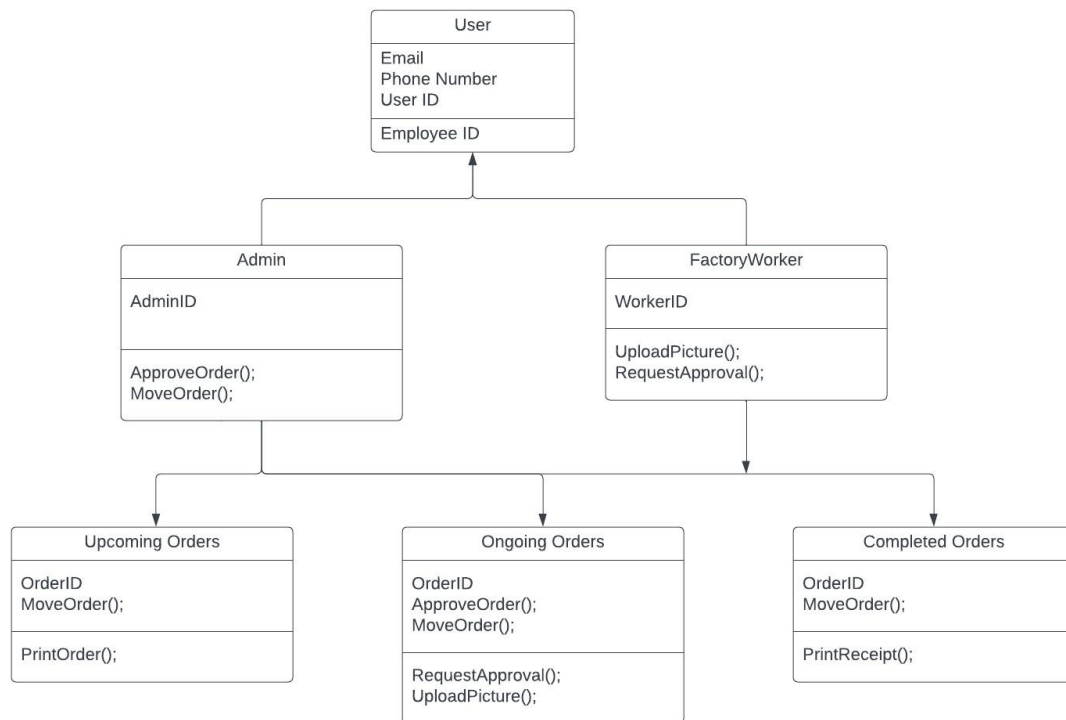 User
Email
Phone Number
User ID
Employee ID
Admin
AdminID
ApproveOrder();
MoveOrder();
FactoryWorker
WorkerID
UploadPicture();
RequestApproval();
Upcoming Orders
OrderID
MoveOrder();
PrintOrder();
Ongoing Orders
OrderID
ApproveOrder();
MoveOrder();
RequestApproval();
UploadPicture();
Completed Orders
OrderID
MoveOrder();
PrintReceipt();